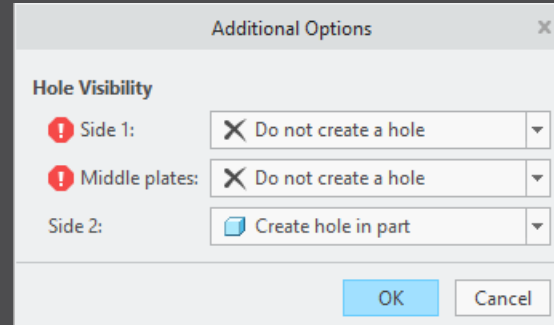 Additional Options
Hole Visibility
Side 1: Do not create a hole
Middle plates: Do not create a hole
Side 2: Create hole in part
OK Cancel